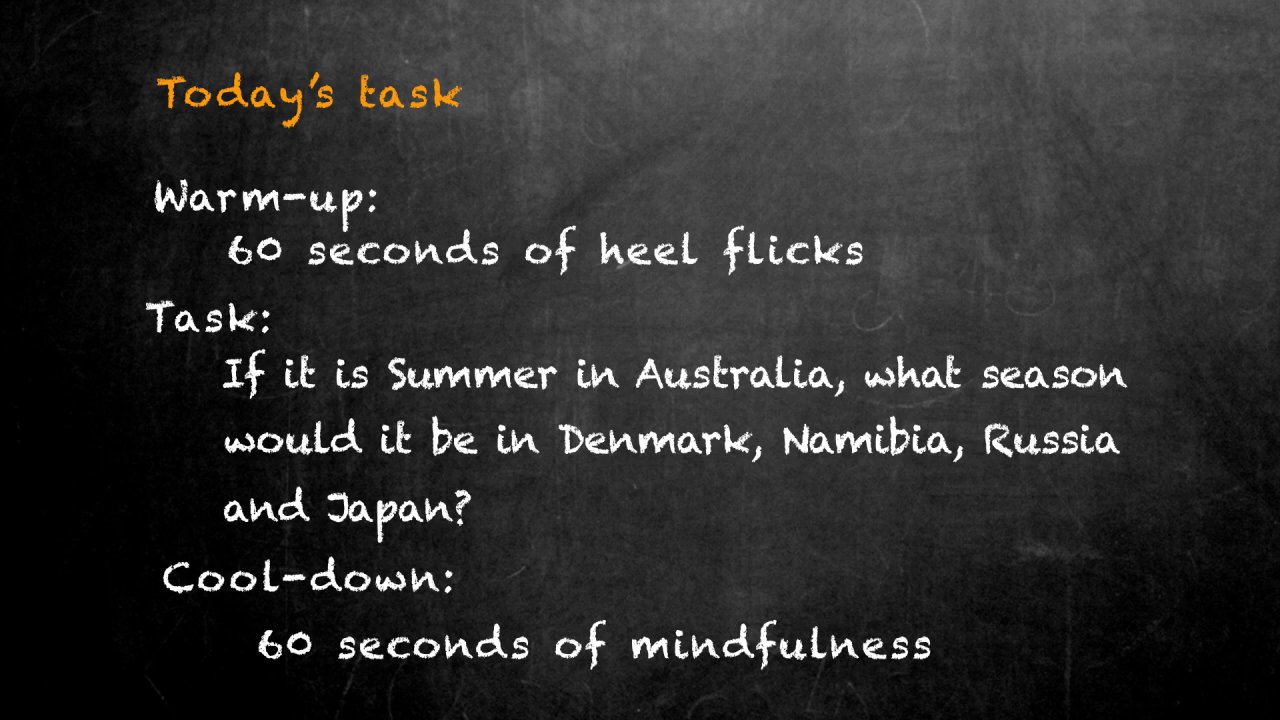 Today's task
Warm-up:
60 seconds of heel flicks
Task:
If it is Summer in Australia, what season
would it be in Denmark, Namibia, Russia
and Japan?
Cool-down:
60 seconds of mindfulness